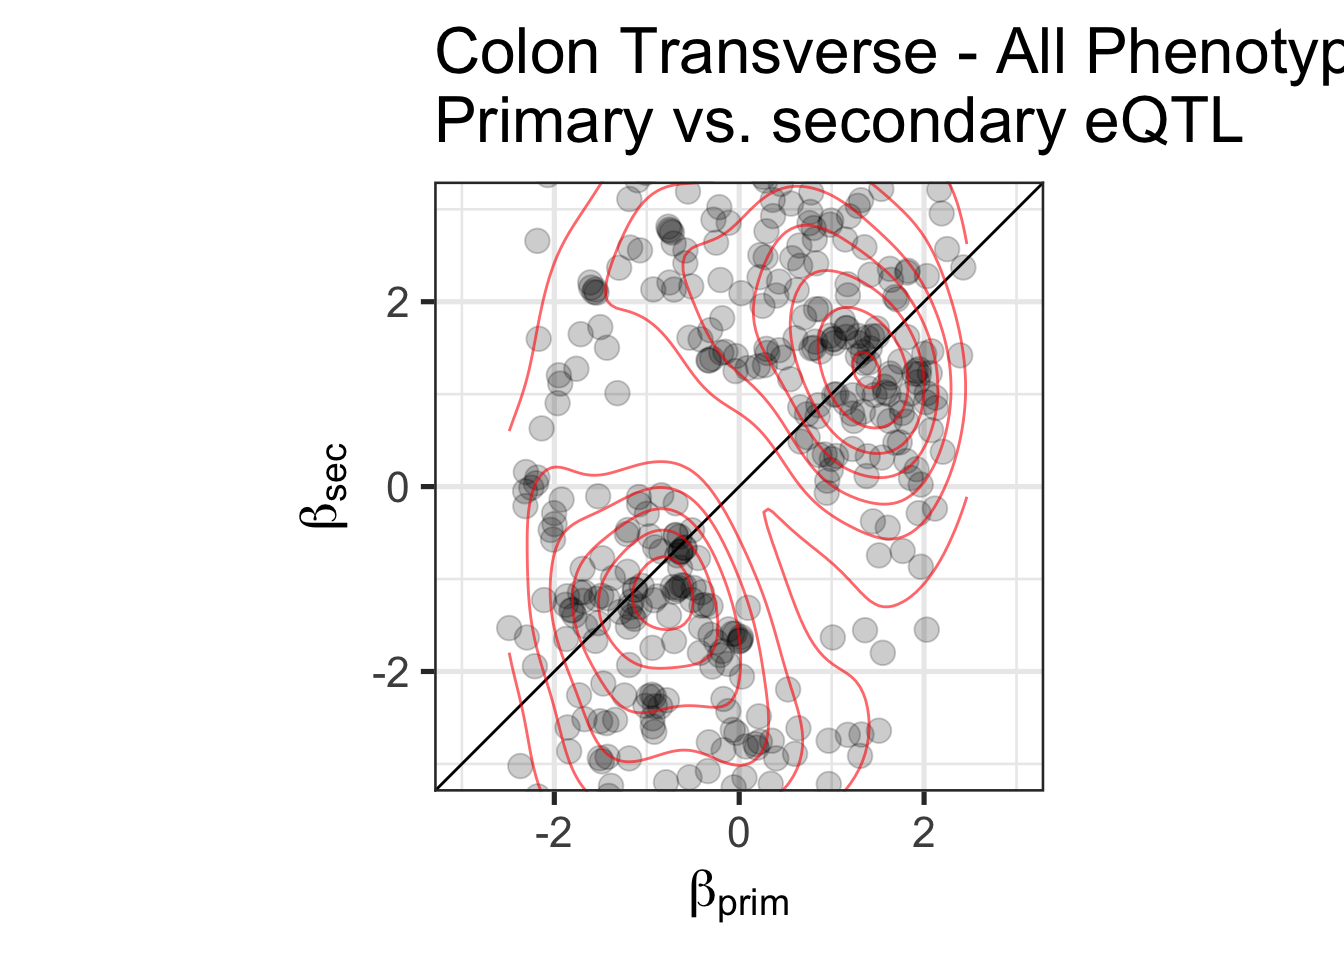 Colon Transverse - All Phenotyp
Primary vs. secondary eQTL
βsec
2
0
-2
-2 0 2
βprim